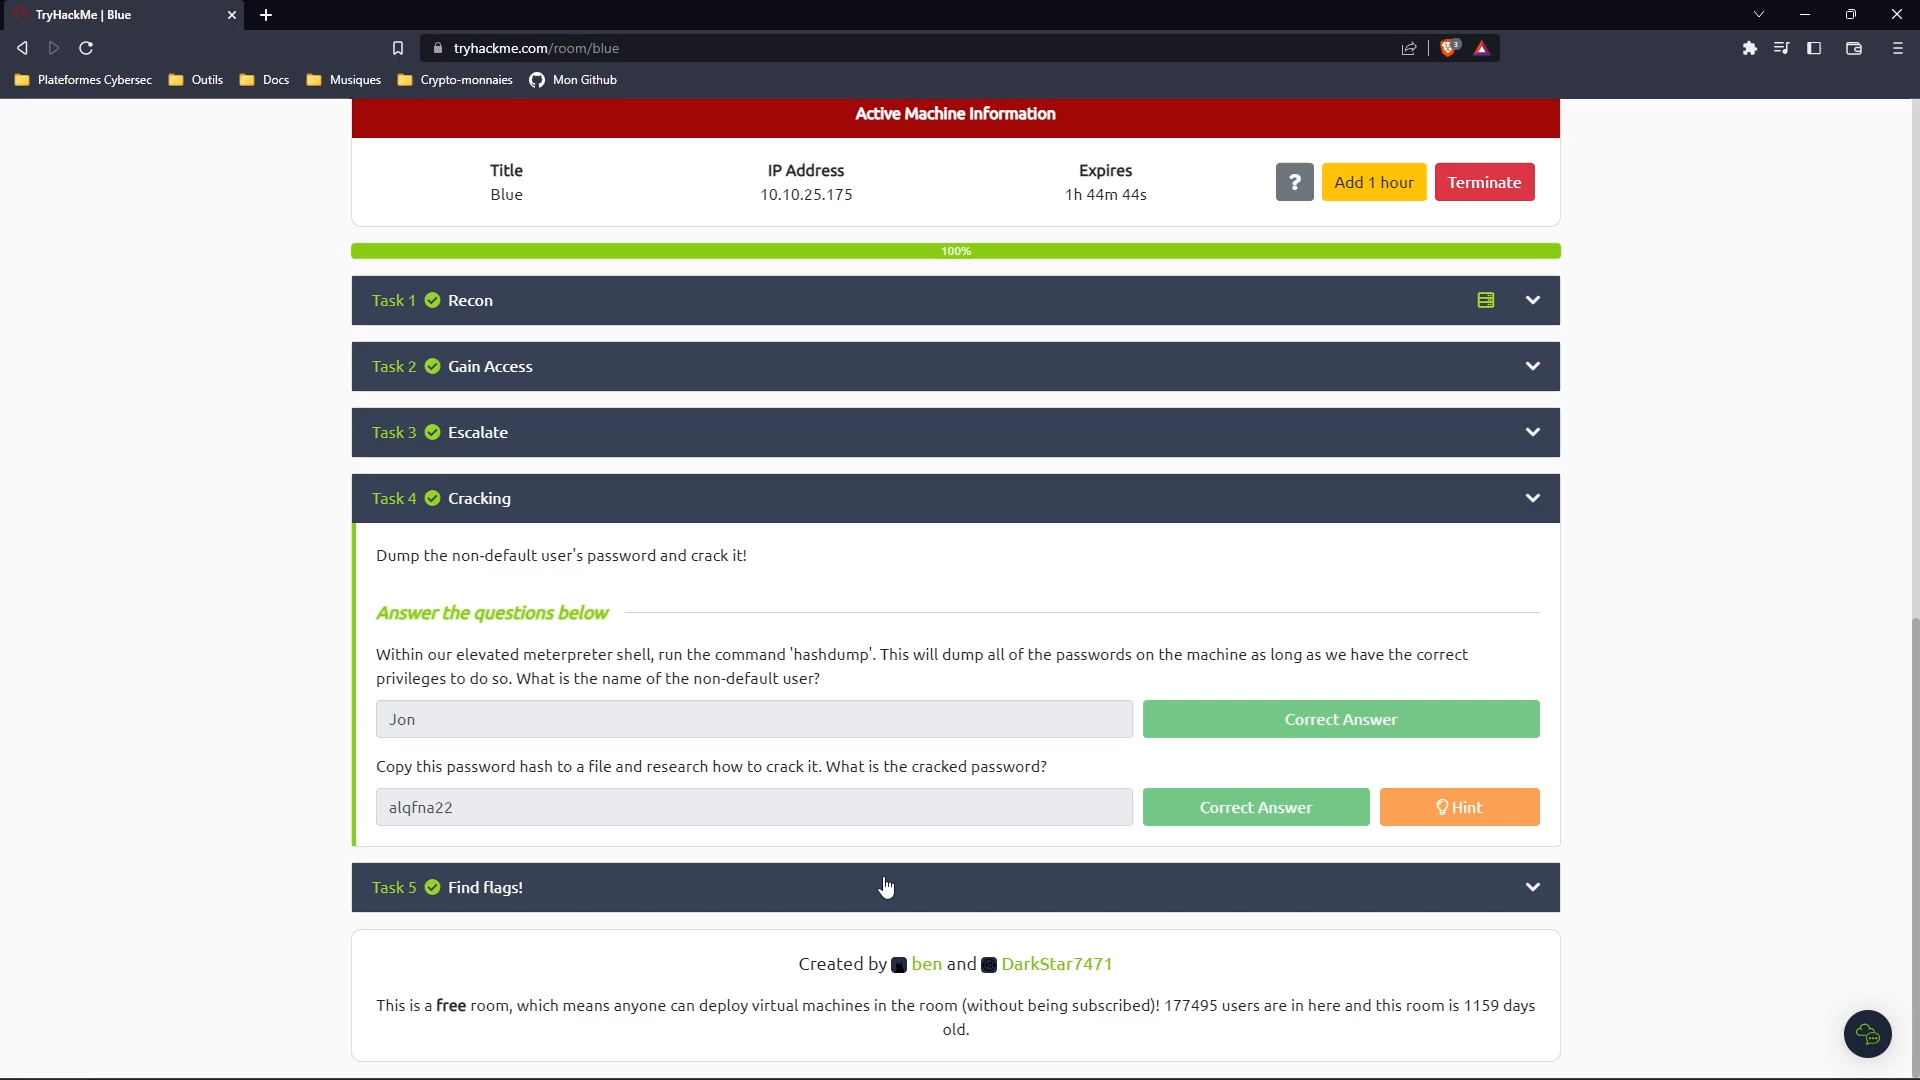 TryHackMe | Blue
tryhackme.com/room/blue
3
Plateformes Cybersec Outils Docs Musiques Crypto-monnaies Mon Github
Active Machine Information
Title IP Address Expires
Blue 10.10.25.175 1h 44m 44s ? Add 1 hour Terminate
100%
Task 1 Recon
Task 2 Gain Access
Task 3 Escalate
Task 4 Cracking
Dump the non-default user's password and crack it!
Answer the questions below
Within our elevated meterpreter shell, run the command 'hashdump'. This will dump all of the passwords on the machine as long as we have the correct
privileges to do so. What is the name of the non-default user?
Jon Correct Answer
Copy this password hash to a file and research how to crack it. What is the cracked password?
alqfna22 Correct Answer Hint
Task 5 Find flags!
Created by ben and DarkStar7471
This is a free room, which means anyone can deploy virtual machines in the room (without being subscribed)! 177495 users are in here and this room is 1159 days
old.